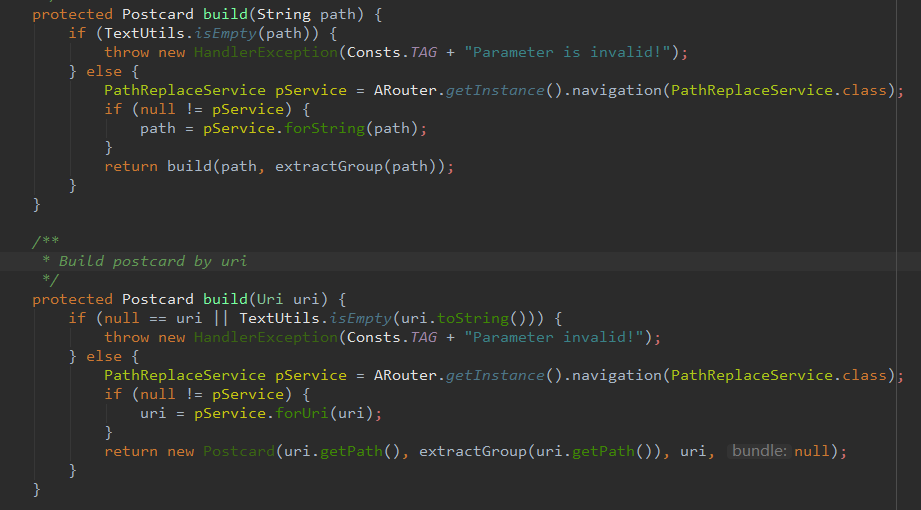 protected Postcard build(String path) {
    if (TextUtils.isEmpty(path)) {
        throw new HandlerException(Consts.TAG + "Parameter is invalid!");
    } else {
        PathReplaceService pService = ARouter.getInstance().navigation(PathReplaceService.class);
        if (null != pService) {
            path = pService.forString(path);
        }
        return build(path, extractGroup(path));
    }
}
/**
 * Build postcard by uri
 */
protected Postcard build(Uri uri) {
    if (null == uri || TextUtils.isEmpty(uri.toString())) {
        throw new HandlerException(Consts.TAG + "Parameter invalid!");
    } else {
        PathReplaceService pService = ARouter.getInstance().navigation(PathReplaceService.class);
        if (null != pService) {
            uri = pService.forUri(uri);
        }
        return new Postcard(uri.getPath(), extractGroup(uri.getPath()), uri, bundle: null);
    }
}